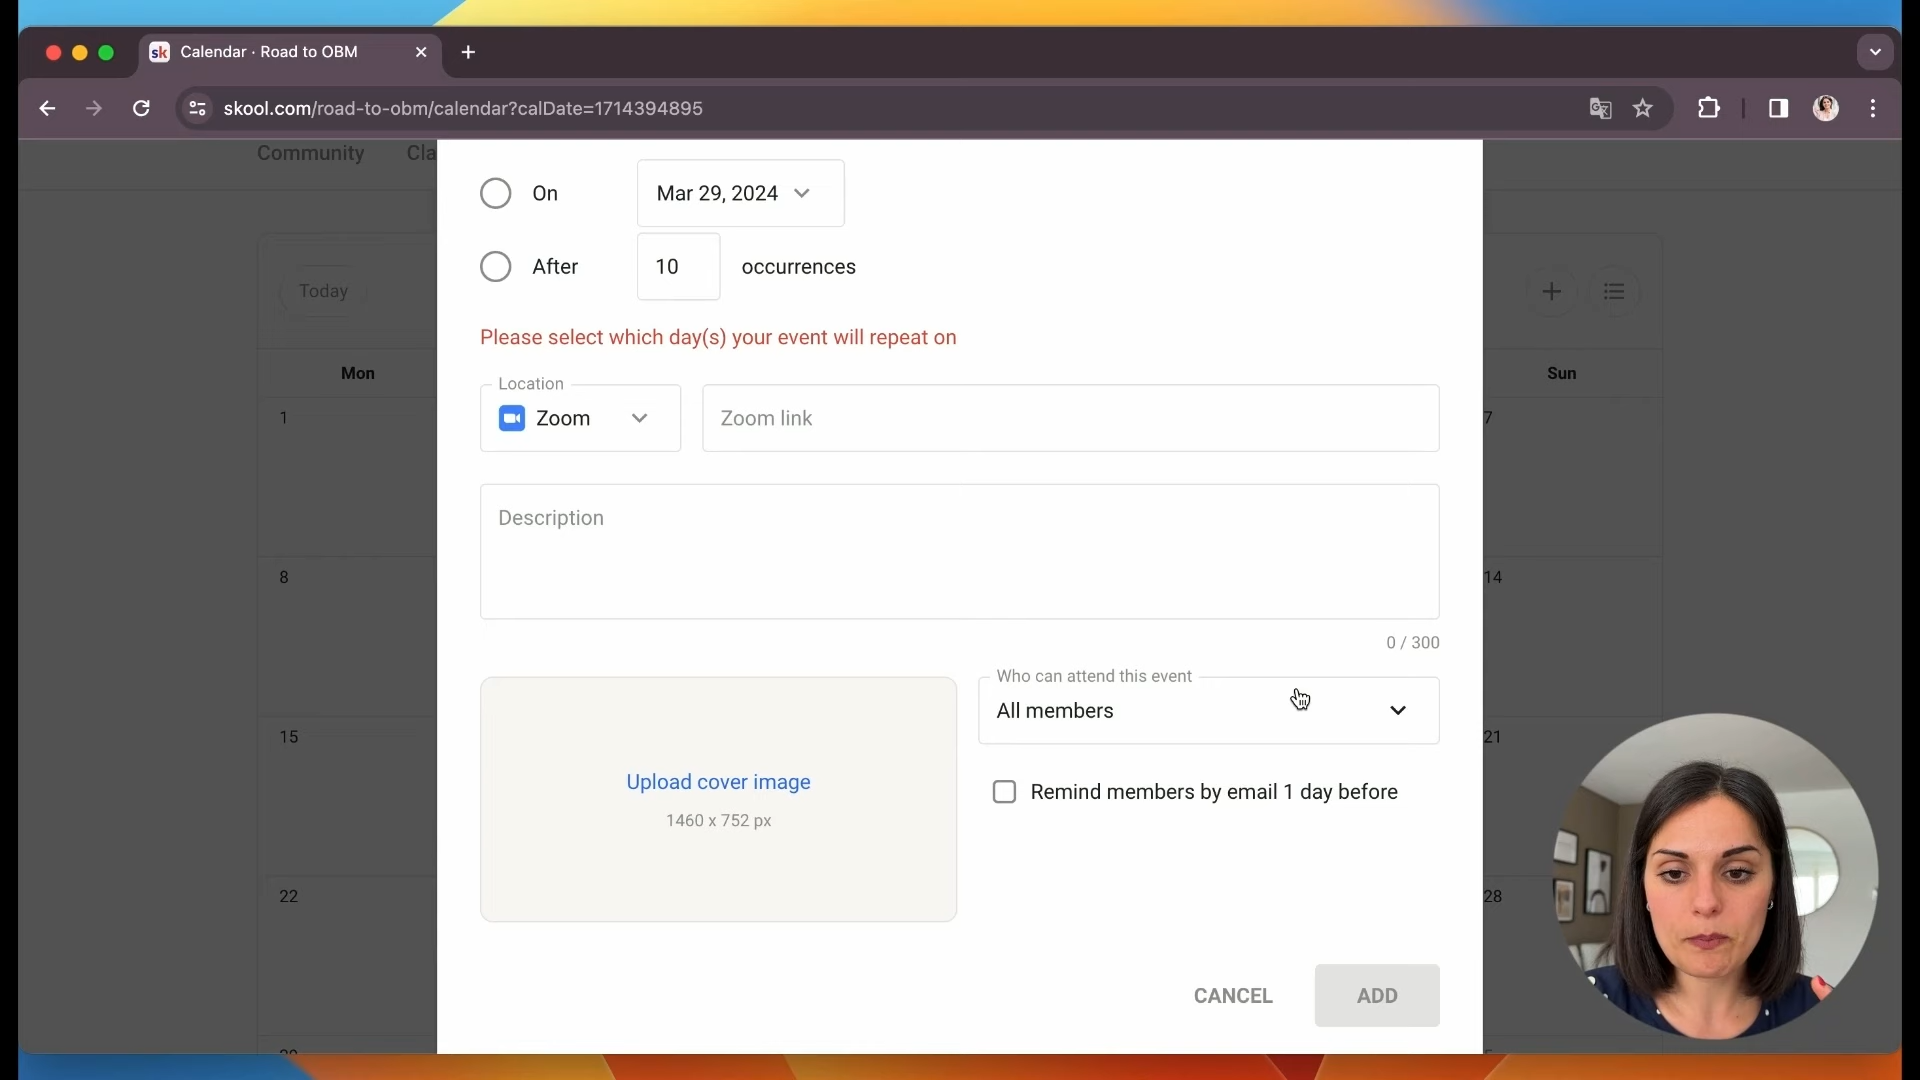 sk Calendar · Road to OBM
skool.com/road-to-obm/calendar?calDate=1714394895
Community Cla
On Mar 29, 2024
After 10 occurrences
Today
Please select which day(s) your event will repeat on
Mon Sun
Location
Zoom Zoom link
1 7
Description
8 14
0 / 300
Who can attend this event
All members
15 21
Upload cover image
1460 x 752 px
Remind members by email 1 day before
22 28
CANCEL ADD